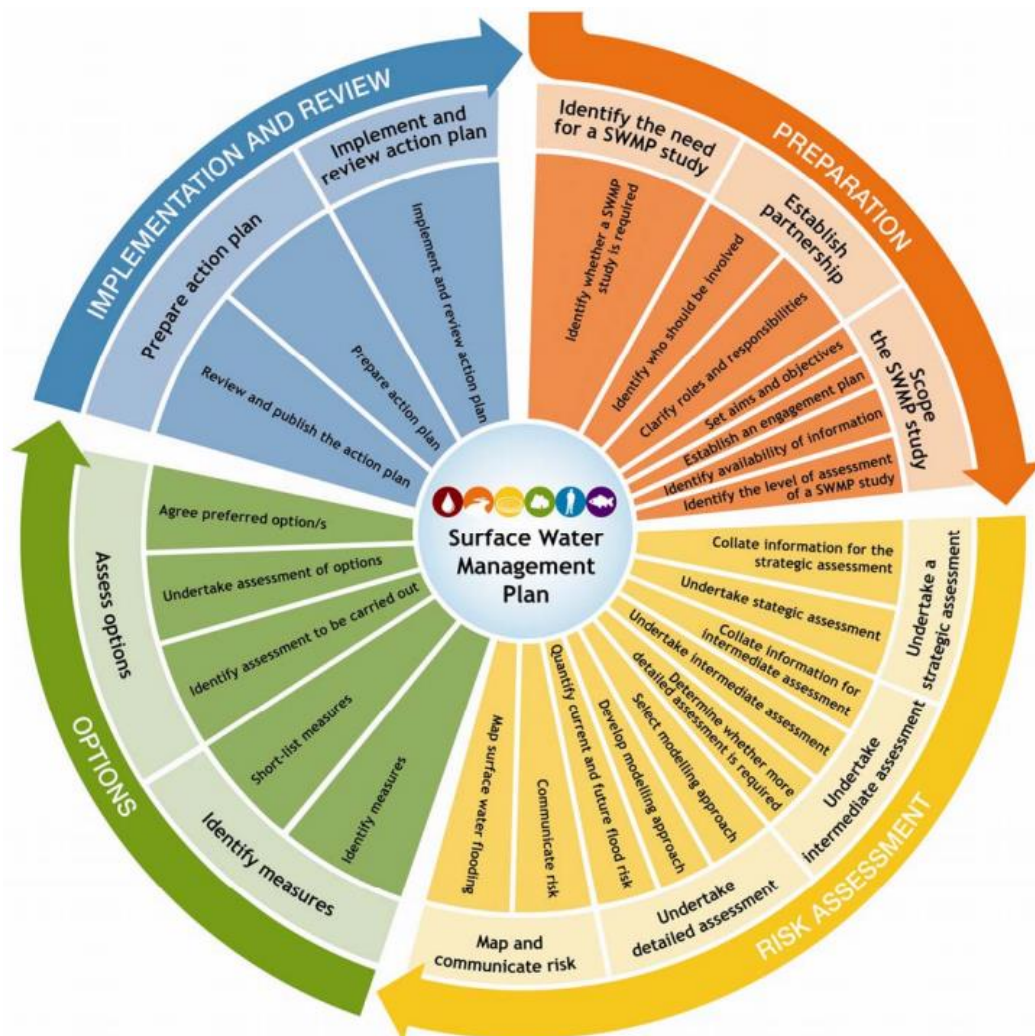 PREPARATION
Identify the need
for a SWMP study
Identify whether a SWMP
study is required
Establish
partnership
Identify who should be involved
Clarify roles and responsibilities
Scope
the SWMP study
Set aims and objectives
Establish an engagement plan
Identify availability of information
Identify the level of assessment
of a SWMP study
RISK ASSESSMENT
Undertake a
strategic assessment
Collate information for the
strategic assessment
Undertake stategic assessment
Undertake
intermediate assessment
Collate information for
intermediate assessment
Undertake intermediate assessment
Determine whether more
detailed assessment is required
Undertake
detailed assessment
Select modelling approach
Develop modelling approach
Quantify current and future flood risk
Map and
communicate risk
Communicate risk
Map surface water flooding
OPTIONS
Identify measures
Identify measures
Short-list measures
Assess options
Identify assessment to be carried out
Undertake assessment of options
Agree preferred option/s
IMPLEMENTATION AND REVIEW
Prepare action plan
Review and publish the action plan
Prepare action plan
Implement and
review action plan
Implement and review action plan
Surface Water
Management
Plan